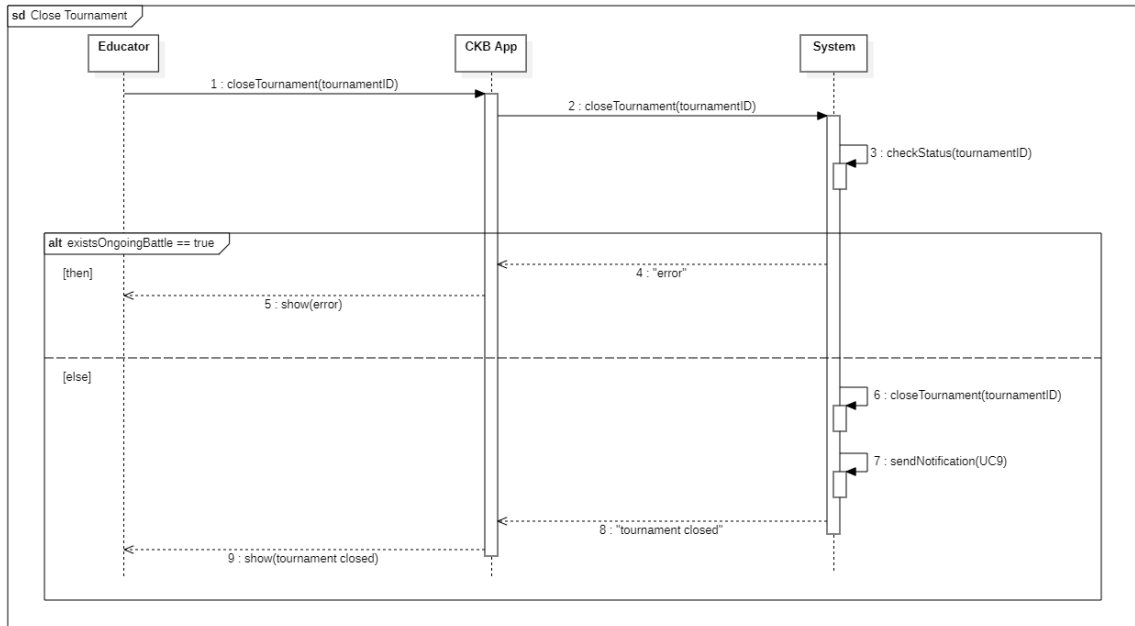 sd Close Tournament
Educator
CKB App
System
1 : closeTournament(tournamentID)
2 : closeTournament(tournamentID)
3 : checkStatus(tournamentID)
alt existsOngoingBattle == true
[then]
4 : "error"
5 : show(error)
[else]
6 : closeTournament(tournamentID)
7 : sendNotification(UC9)
8 : "tournament closed"
9 : show(tournament closed)